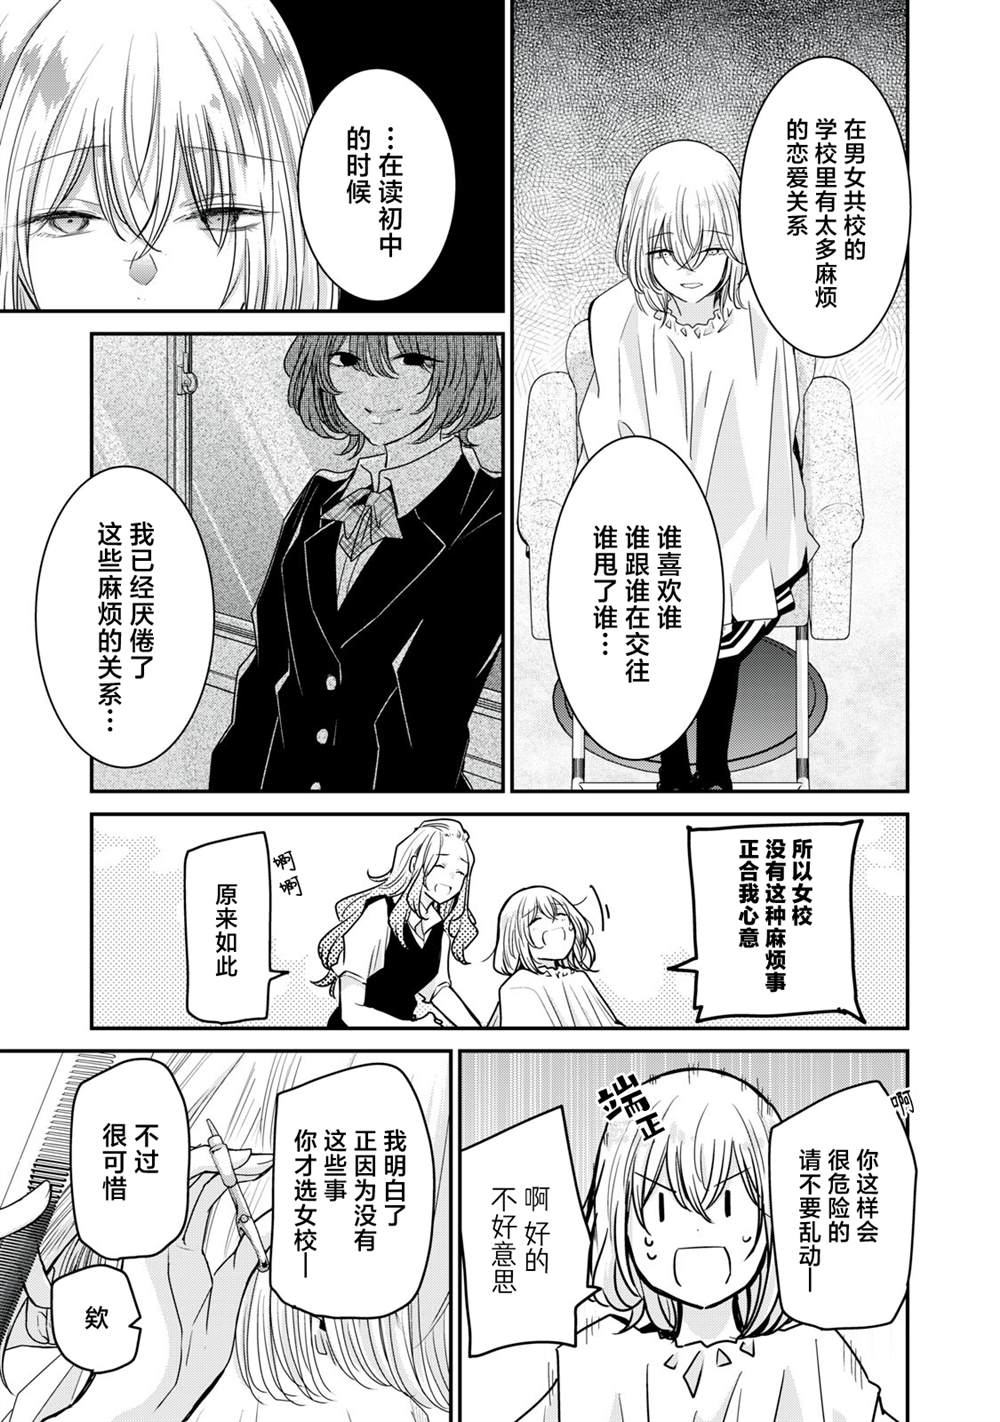 在男女共校的
学校里有太多麻烦
的恋爱关系
谁喜欢谁
谁跟谁在交往
谁甩了谁…
…在读初中
的时候
我已经厌倦了
这些麻烦的关系…
所以女校
没有这种麻烦事
正合我心意
啊
啊
原来如此
啊
你这样会
很危险的
请不要乱动—
端正
啊 好的
不好意思
我明白了
正因为没有
这些事
你才选女校—
不过
很可惜
欸